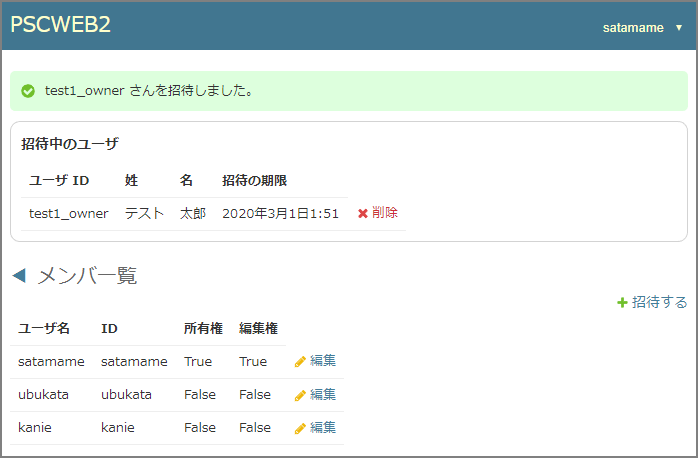 PSCWEB2
satamame ▼
test1_owner さんを招待しました。
招待中のユーザ
ユーザ ID 姓 名 招待の期限
test1_owner テスト 太郎 2020年3月1日1:51 削除
メンバ一覧
招待する
ユーザ名 ID 所有権 編集権
satamame satamame True True 編集
ubukata ubukata False False 編集
kanie kanie False False 編集